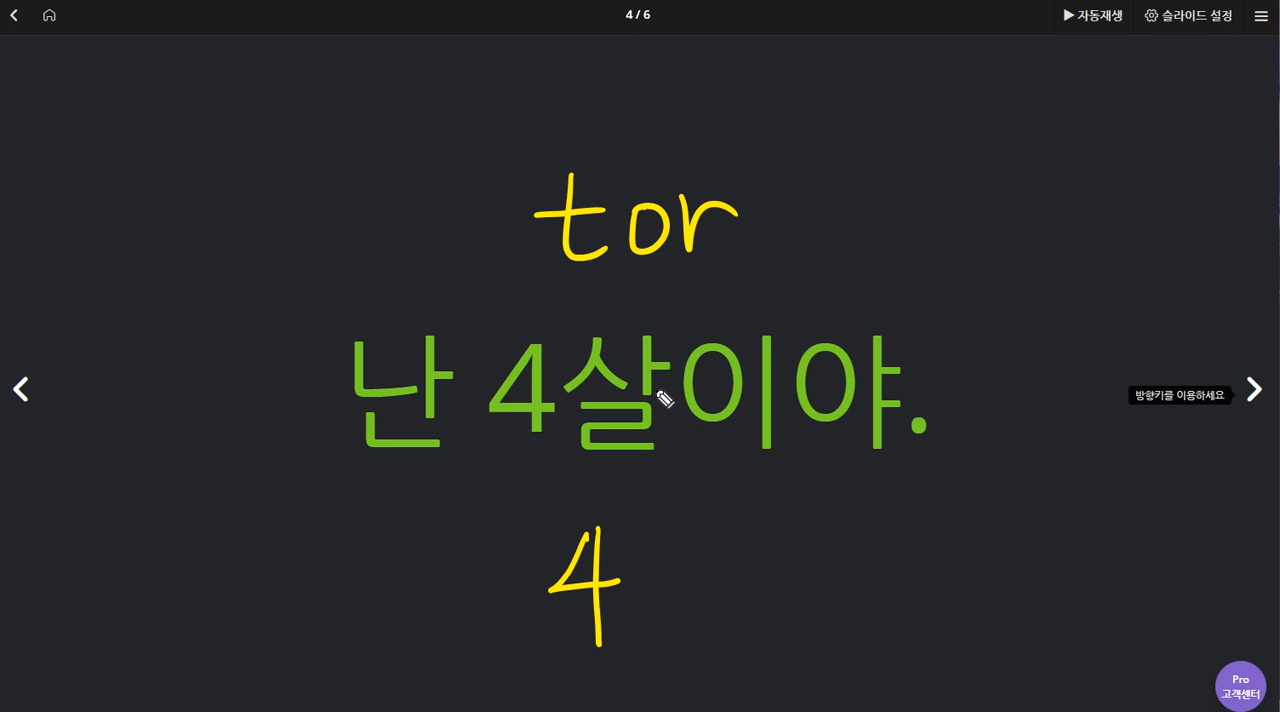 4 / 6
▶ 자동재생
슬라이드 설정
tor
난 4살이야.
방향키를 이용하세요
4
Pro
고객센터